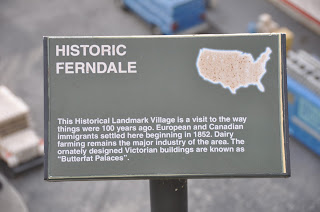 HISTORIC
FERNDALE
This Historical Landmark Village is a visit to the way
things were 100 years ago. European and Canadian
immigrants settled here beginning in 1852. Dairy
farming remains the major industry of the area. The
ornately designed Victorian buildings are known as
"Butterfat Palaces".